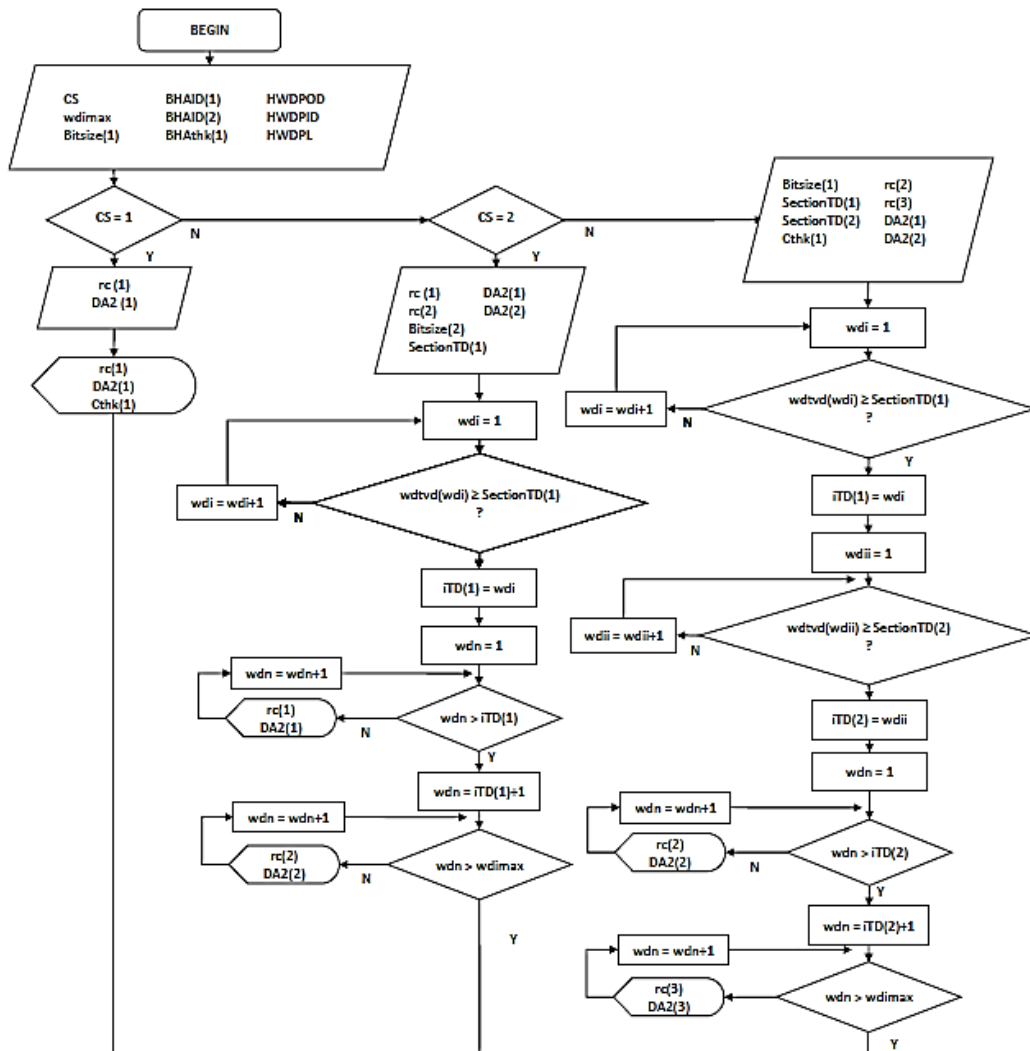 BEGIN
CS BHAID(1) HWDPOD
wdimax BHAID(2) HWDPID
Bitsize(1) BHAthk(1) HWDPL
CS = 1
N
Y
CS = 2
N
Y
Bitsize(1) rc(2)
SectionTD(1) rc(3)
SectionTD(2) DA2(1)
Cthk(1) DA2(2)
rc (1)
DA2 (1)
rc(1)
DA2(1)
Cthk(1)
rc (1) DA2(1)
rc(2) DA2(2)
Bitsize(2)
SectionTD(1)
wdi = 1
wdtvd(wdi) ≥ SectionTD(1)
?
wdi = wdi+1
N
iTD(1) = wdi
wdn = 1
wdn = wdn+1
rc(1)
DA2(1)
N
wdn > iTD(1)
Y
wdn = iTD(1)+1
wdn = wdn+1
rc(2)
DA2(2)
N
wdn > wdimax
Y
wdi = 1
wdtvd(wdi) ≥ SectionTD(1)
?
wdi = wdi+1
N
Y
iTD(1) = wdi
wdii = 1
wdtvd(wdii) ≥ SectionTD(2)
?
wdii = wdii+1
N
iTD(2) = wdii
wdn = 1
wdn = wdn+1
rc(2)
DA2(2)
N
wdn > iTD(2)
Y
wdn = iTD(2)+1
wdn = wdn+1
rc(3)
DA2(3)
N
wdn > wdimax
Y